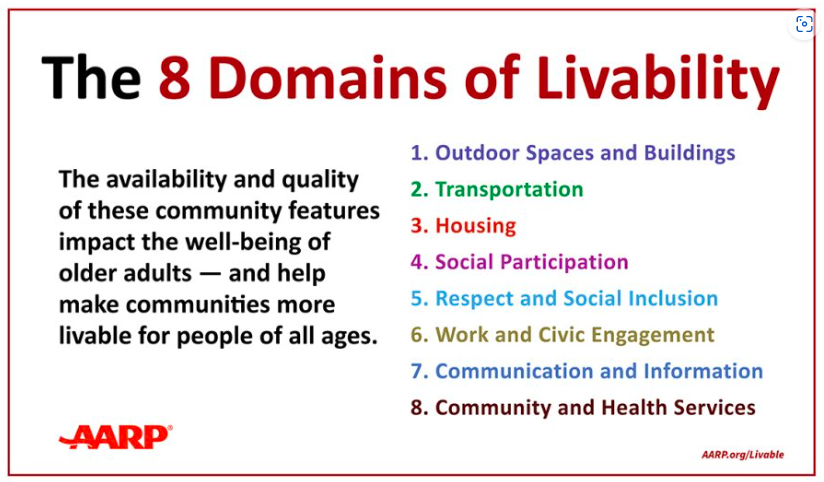 The 8 Domains of Livability
The availability and quality
of these community features
impact the well-being of
older adults — and help
make communities more
livable for people of all ages.
1. Outdoor Spaces and Buildings
2. Transportation
3. Housing
4. Social Participation
5. Respect and Social Inclusion
6. Work and Civic Engagement
7. Communication and Information
8. Community and Health Services
AARP®
AARP.org/Livable